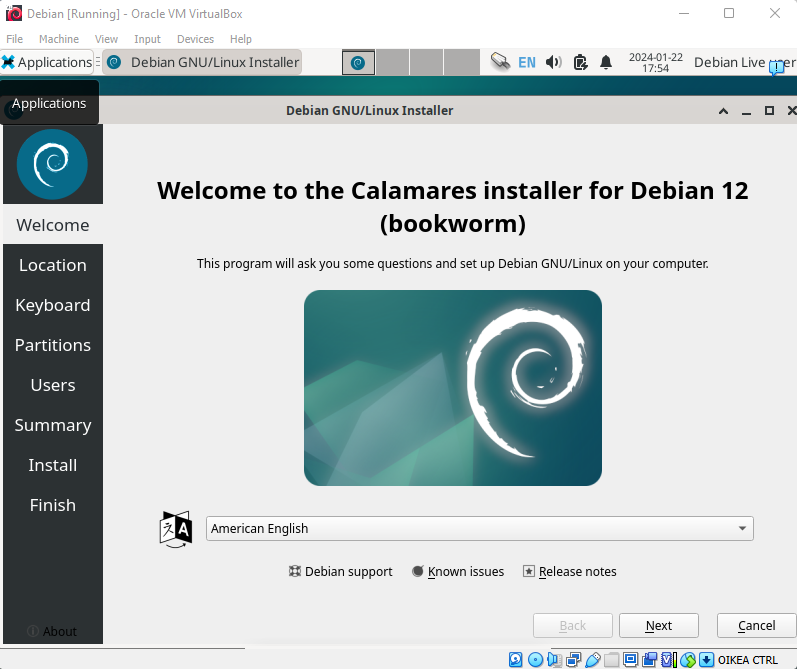 Debian [Running] - Oracle VM VirtualBox
File Machine View Input Devices Help
Applications Debian GNU/Linux Installer EN 2024-01-22 Debian Live
17:54
Applications
Debian GNU/Linux Installer
Welcome to the Calamares installer for Debian 12
(bookworm)
This program will ask you some questions and set up Debian GNU/Linux on your computer.
Welcome
Location
Keyboard
Partitions
Users
Summary
Install
Finish
American English
Debian support Known issues Release notes
About
Back Next Cancel
OIKEA CTRL